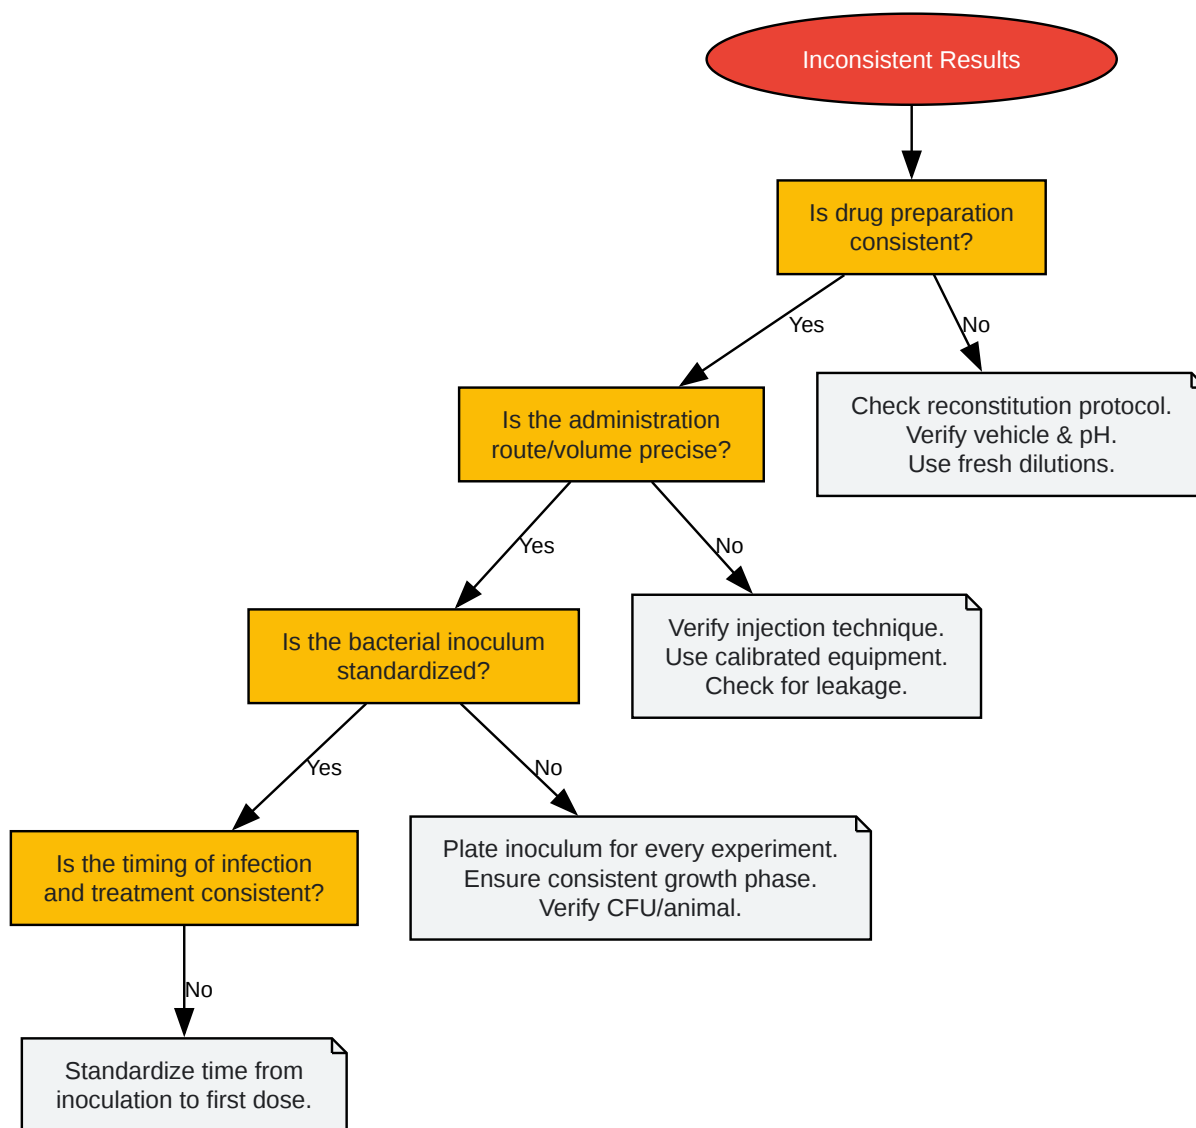 Inconsistent Results
Is drug preparation
consistent?
Yes
No
Is the administration
route/volume precise?
Check reconstitution protocol.
Verify vehicle & pH.
Use fresh dilutions.
Yes
No
Is the bacterial inoculum
standardized?
Verify injection technique.
Use calibrated equipment.
Check for leakage.
Yes
No
Is the timing of infection
and treatment consistent?
Plate inoculum for every experiment.
Ensure consistent growth phase.
Verify CFU/animal.
No
Standardize time from
inoculation to first dose.